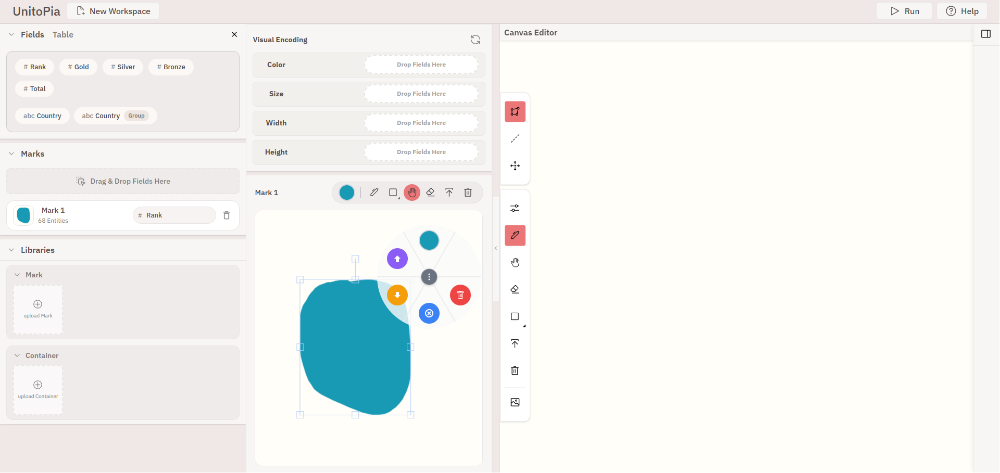 UnitoPia
New Workspace
Run
Help
Fields
Table
# Rank
# Gold
# Silver
# Bronze
# Total
abc Country
abc Country Group
Marks
Drag & Drop Fields Here
Mark 1
68 Entities
# Rank
Libraries
Mark
upload Mark
Container
upload Container
Visual Encoding
Color
Drop Fields Here
Size
Drop Fields Here
Width
Drop Fields Here
Height
Drop Fields Here
Mark 1
Canvas Editor